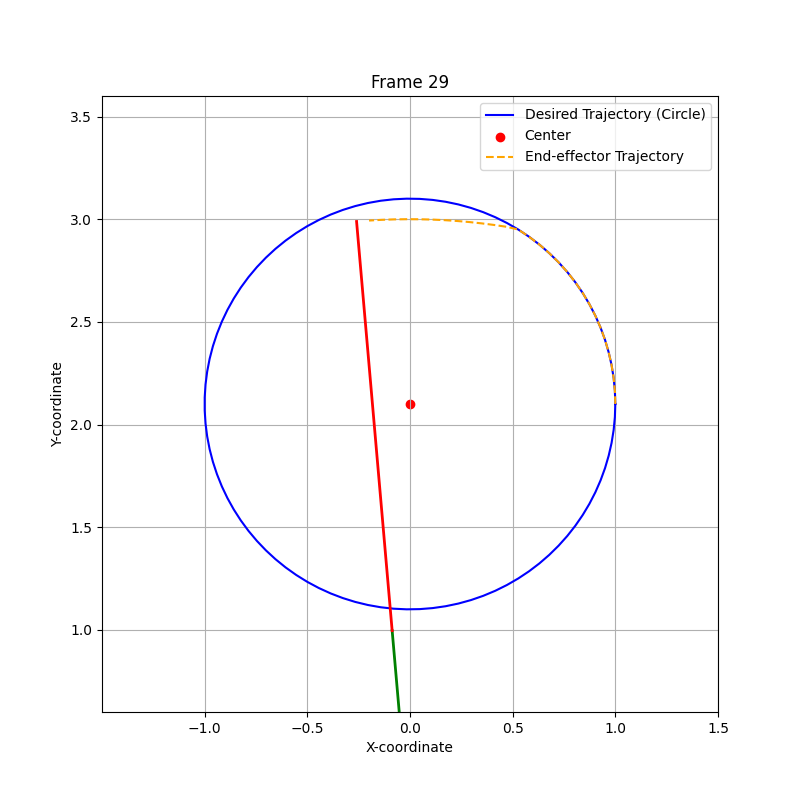 Frame 29
Desired Trajectory (Circle)
Center
End-effector Trajectory
3.5
3.0
2.5
2.0
1.5
1.0
Y-coordinate
−1.0 −0.5 0.0 0.5 1.0 1.5
X-coordinate